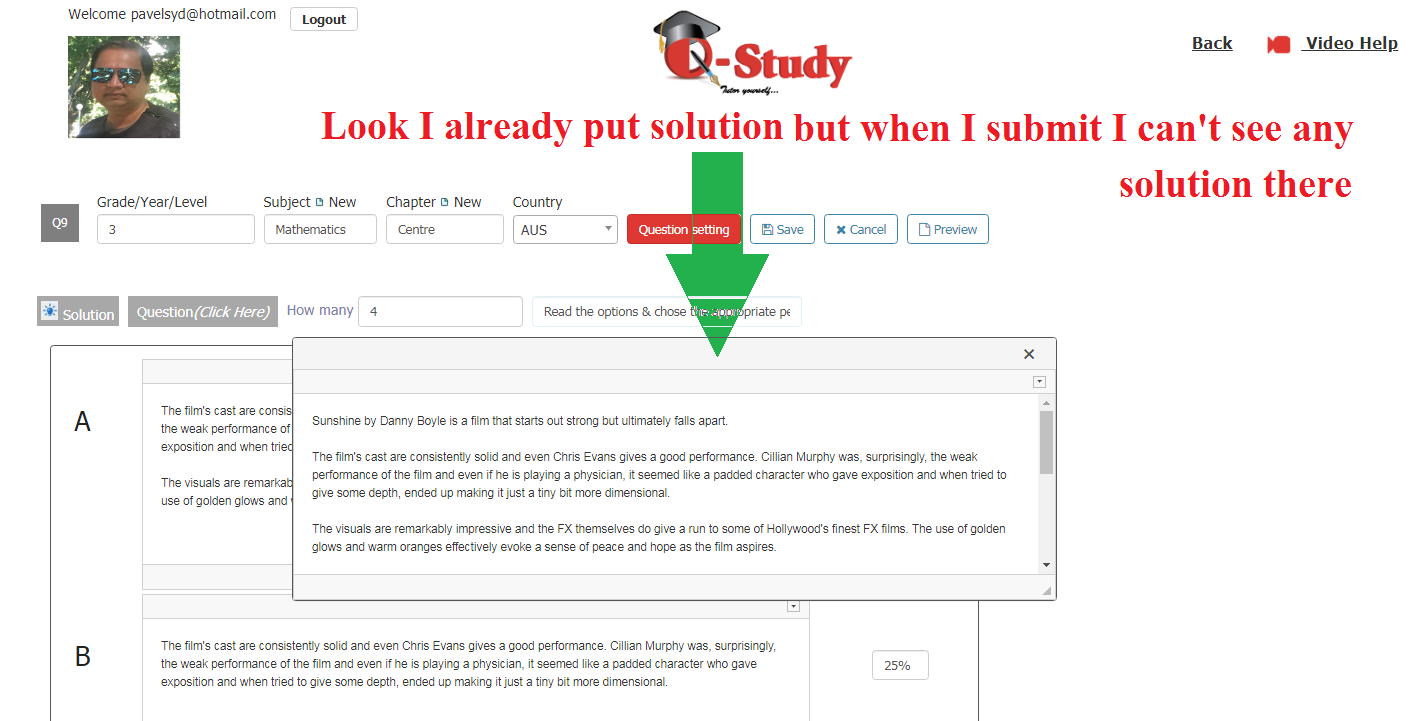 Welcome pavelsyd@hotmail.com Logout
Q-Study
Tutor yourself...
Back Video Help
Look I already put solution but when I submit I can't see any
solution there
Grade/Year/Level Subject New Chapter New Country
Q9 3 Mathematics Centre AUS Question setting Save Cancel Preview
Solution Question(Click Here) How many 4 Read the options & chose the appropriate pe
A
The film's cast are consis
the weak performance of
exposition and when tried
The visuals are remarkab
use of golden glows and
Sunshine by Danny Boyle is a film that starts out strong but ultimately falls apart.
The film's cast are consistently solid and even Chris Evans gives a good performance. Cillian Murphy was, surprisingly, the weak
performance of the film and even if he is playing a physician, it seemed like a padded character who gave exposition and when tried to
give some depth, ended up making it just a tiny bit more dimensional.
The visuals are remarkably impressive and the FX themselves do give a run to some of Hollywood's finest FX films. The use of golden
glows and warm oranges effectively evoke a sense of peace and hope as the film aspires.
B
The film's cast are consistently solid and even Chris Evans gives a good performance. Cillian Murphy was, surprisingly,
the weak performance of the film and even if he is playing a physician, it seemed like a padded character who gave
exposition and when tried to give some depth, ended up making it just a tiny bit more dimensional.
25%